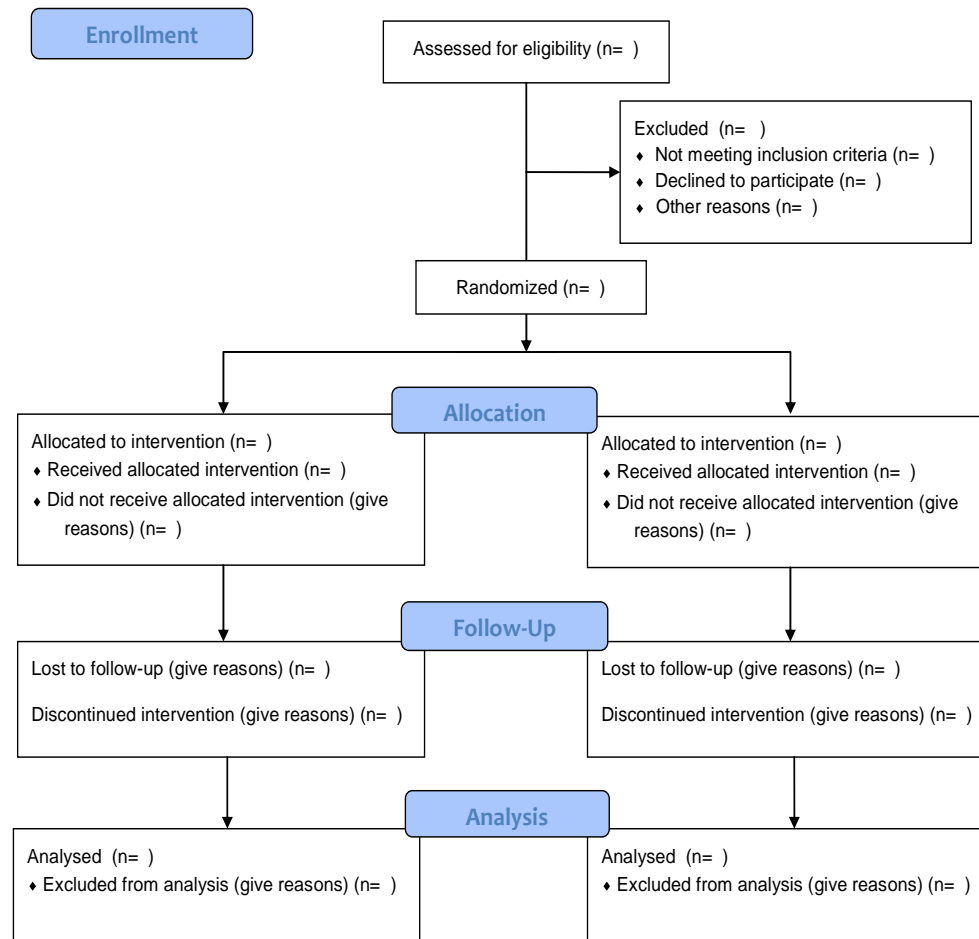 Enrollment
Assessed for eligibility (n=  )
Excluded  (n=  )
♦ Not meeting inclusion criteria (n=  )
♦ Declined to participate (n=  )
♦ Other reasons (n=  )
Randomized (n=  )
Allocation
Allocated to intervention (n=  )
♦ Received allocated intervention (n=  )
♦ Did not receive allocated intervention (give
reasons) (n=  )
Allocated to intervention (n=  )
♦ Received allocated intervention (n=  )
♦ Did not receive allocated intervention (give
reasons) (n=  )
Follow-Up
Lost to follow-up (give reasons) (n=  )
Discontinued intervention (give reasons) (n=  )
Lost to follow-up (give reasons) (n=  )
Discontinued intervention (give reasons) (n=  )
Analysis
Analysed  (n=  )
♦ Excluded from analysis (give reasons) (n=  )
Analysed  (n=  )
♦ Excluded from analysis (give reasons) (n=  )